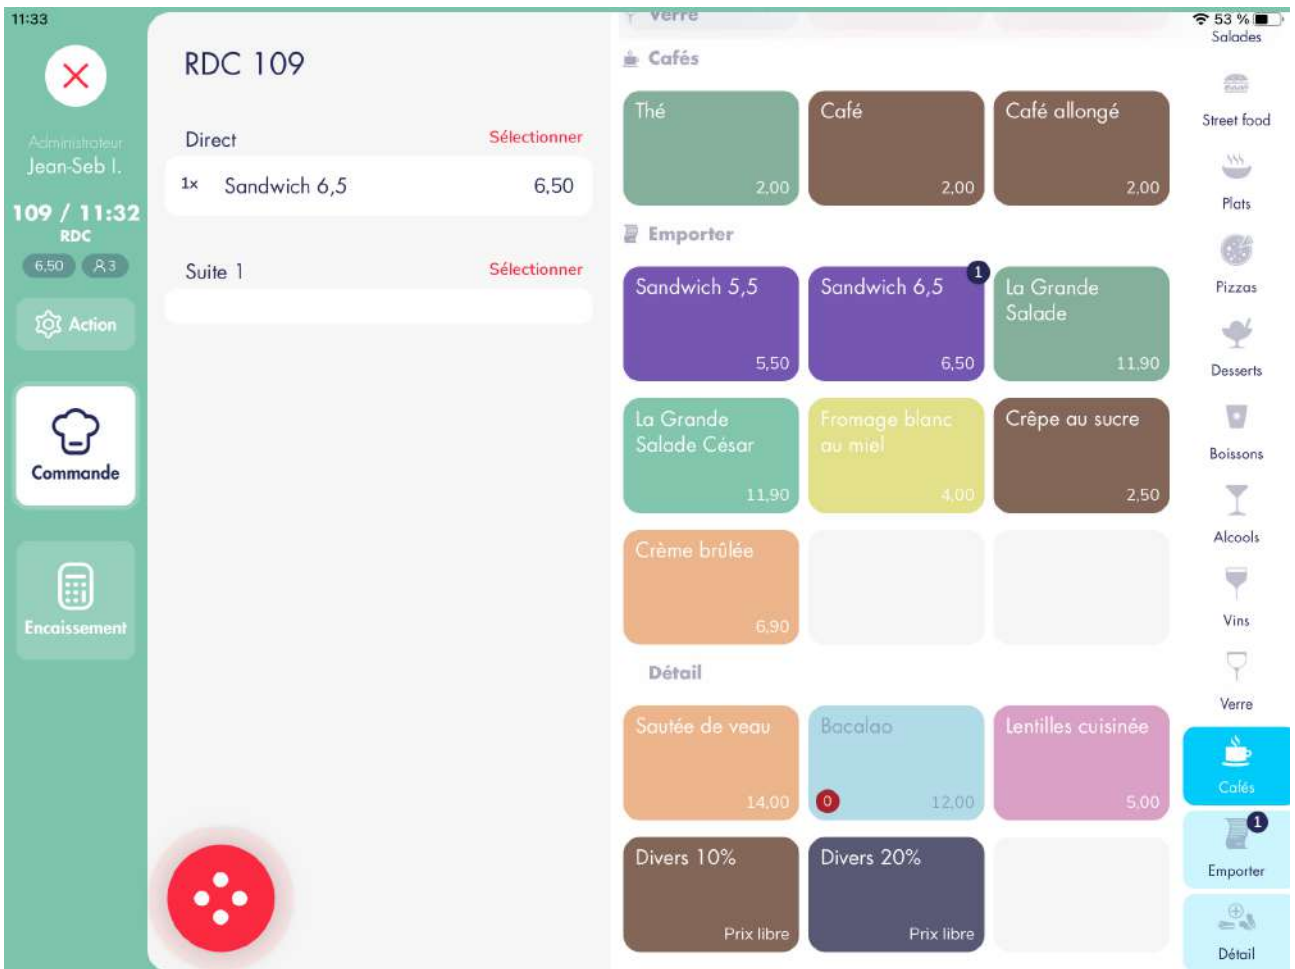 11:33
53 %
Administrateur
Jean-Seb I.
109 / 11:32
RDC
6,50
3
Action
Commande
Encaissement
RDC 109
Direct
Sélectionner
1x Sandwich 6,5 6,50
Suite 1
Sélectionner
Verre
Cafés
Thé
2,00
Café
2,00
Café allongé
2,00
Emporter
Sandwich 5,5
5,50
1
Sandwich 6,5
6,50
La Grande
Salade
11,90
La Grande
Salade César
11,90
Fromage blanc
au miel
4,00
Crêpe au sucre
2,50
Crème brûlée
6,90
Détail
Sautée de veau
14,00
Bacalao
0
12,00
Lentilles cuisinée
5,00
Divers 10%
Prix libre
Divers 20%
Prix libre
Salades
Street food
Plats
Pizzas
Desserts
Boissons
Alcools
Vins
Verre
Cafés
1
Emporter
Détail